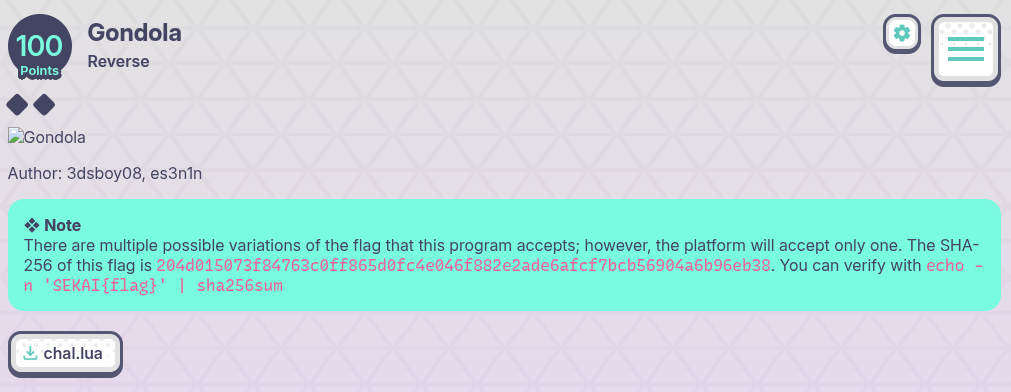 100
Points
Gondola
Reverse
Gondola
Author: 3dsboy08, es3n1n
❖ Note
There are multiple possible variations of the flag that this program accepts; however, the platform will accept only one. The SHA-
256 of this flag is 204d015073f84763c0ff865d0fc4e046f882e2ade6afcf7bcb56904a6b96eb38. You can verify with echo -
n 'SEKAI{flag}' | sha256sum
chal.lua